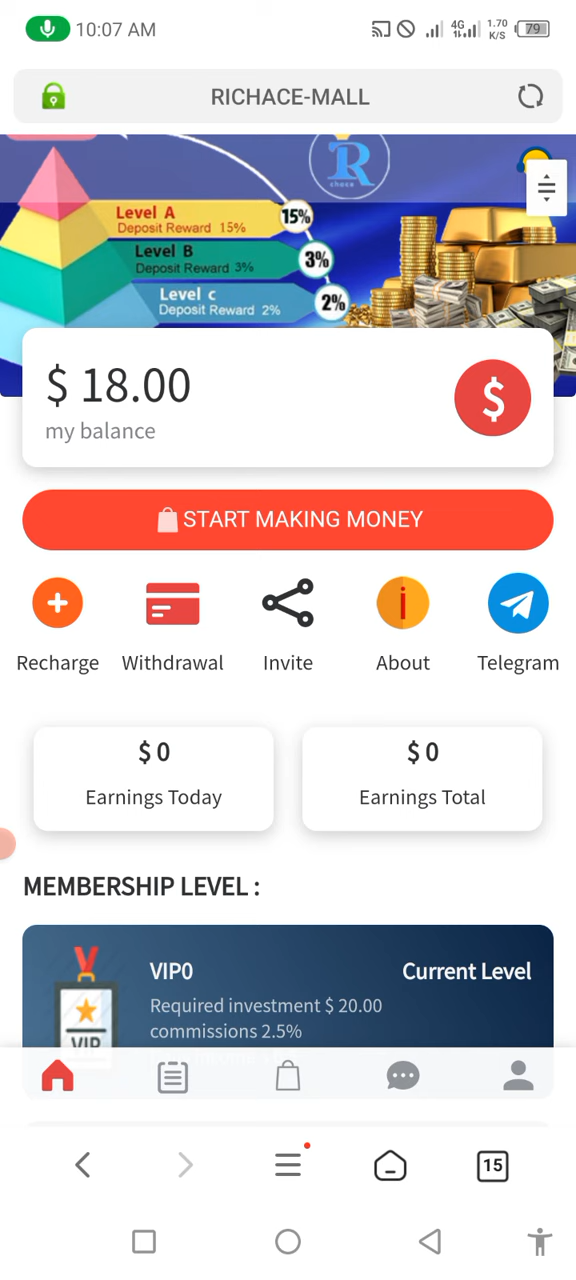 10:07 AM
4G
1.70
K/S
79
RICHACE-MALL
R
chace
Level A
Deposit Reward 15%
15%
Level B
Deposit Reward 3%
3%
Level c
Deposit Reward 2%
2%
$ 18.00
my balance
$
START MAKING MONEY
Recharge
Withdrawal
Invite
About
Telegram
$ 0
Earnings Today
$ 0
Earnings Total
MEMBERSHIP LEVEL :
VIP0
Current Level
Required investment $ 20.00
commissions 2.5%
VIP
15